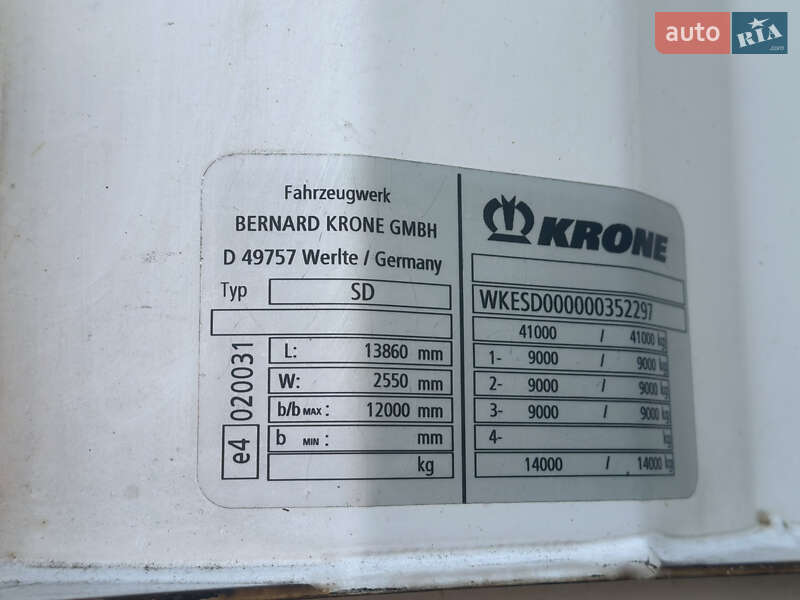 auto RIA.com
Fahrzeugwerk
BERNARD KRONE GMBH
D 49757 Werlte / Germany
Typ SD
e4 020031
L: 13860 mm
W: 2550 mm
b/b MAX : 12000 mm
b MIN : mm
kg
KRONE
WKESD000000352297
41000 / 41000 kg
1- 9000 / 9000 kg
2- 9000 / 9000 kg
3- 9000 / 9000 kg
4- kg
14000 / 14000 kg